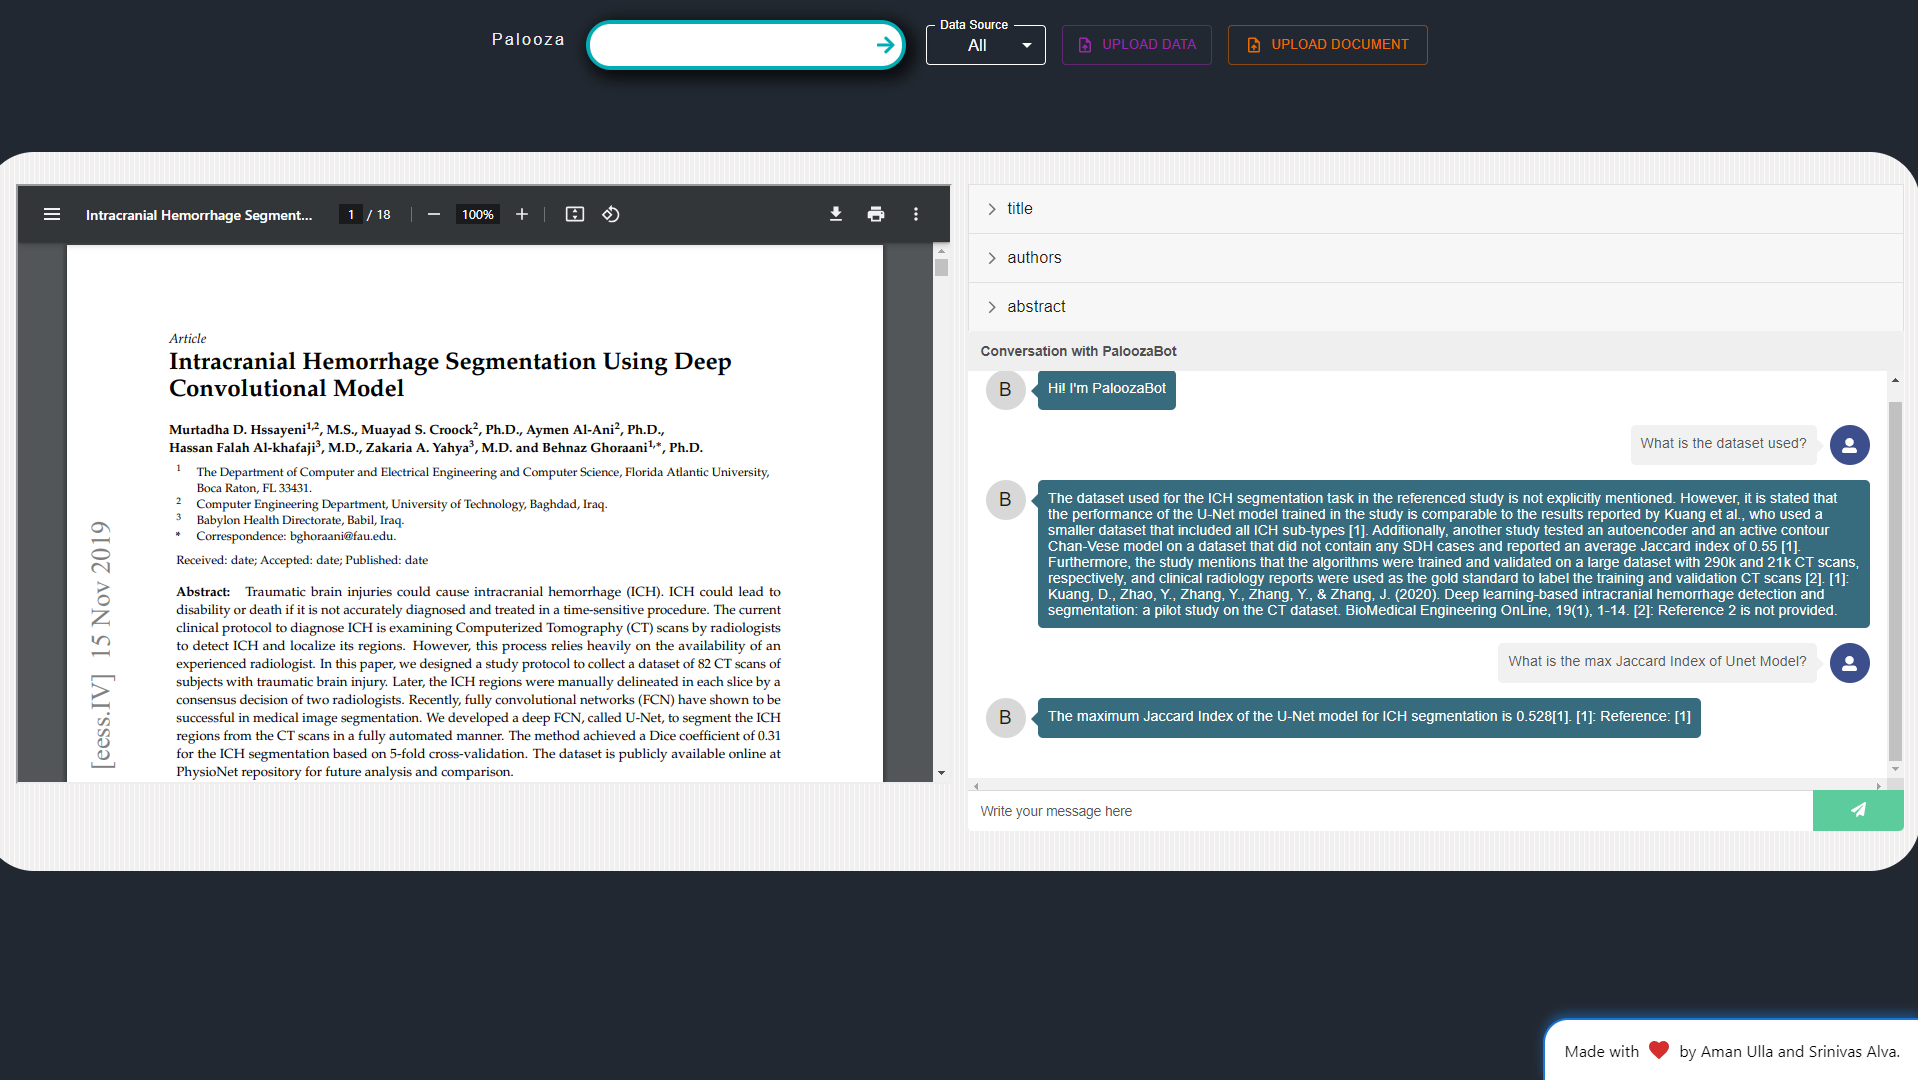 Palooza
Data Source
All
UPLOAD DATA
UPLOAD DOCUMENT
Intracranial Hemorrhage Segment...
1 / 18
100%
Article
Intracranial Hemorrhage Segmentation Using Deep
Convolutional Model
Murtadha D. Hssayeni1,2, M.S., Muayad S. Croock2, Ph.D., Aymen Al-Ani2, Ph.D.,
Hassan Falah Al-khafaji3, M.D., Zakaria A. Yahya3, M.D. and Behnaz Ghoraani1,*, Ph.D.
1 The Department of Computer and Electrical Engineering and Computer Science, Florida Atlantic University,
Boca Raton, FL 33431.
2 Computer Engineering Department, University of Technology, Baghdad, Iraq.
3 Babylon Health Directorate, Babil, Iraq.
* Correspondence: bghoraani@fau.edu.
Received: date; Accepted: date; Published: date
Abstract: Traumatic brain injuries could cause intracranial hemorrhage (ICH). ICH could lead to
disability or death if it is not accurately diagnosed and treated in a time-sensitive procedure. The current
clinical protocol to diagnose ICH is examining Computerized Tomography (CT) scans by radiologists
to detect ICH and localize its regions. However, this process relies heavily on the availability of an
experienced radiologist. In this paper, we designed a study protocol to collect a dataset of 82 CT scans of
subjects with traumatic brain injury. Later, the ICH regions were manually delineated in each slice by a
consensus decision of two radiologists. Recently, fully convolutional networks (FCN) have shown to be
successful in medical image segmentation. We developed a deep FCN, called U-Net, to segment the ICH
regions from the CT scans in a fully automated manner. The method achieved a Dice coefficient of 0.31
for the ICH segmentation based on 5-fold cross-validation. The dataset is publicly available online at
PhysioNet repository for future analysis and comparison.
[eess.IV] 15 Nov 2019
title
authors
abstract
Conversation with PaloozaBot
B
Hi! I'm PaloozaBot
What is the dataset used?
B
The dataset used for the ICH segmentation task in the referenced study is not explicitly mentioned. However, it is stated that
the performance of the U-Net model trained in the study is comparable to the results reported by Kuang et al., who used a
smaller dataset that included all ICH sub-types [1]. Additionally, another study tested an autoencoder and an active contour
Chan-Vese model on a dataset that did not contain any SDH cases and reported an average Jaccard index of 0.55 [1].
Furthermore, the study mentions that the algorithms were trained and validated on a large dataset with 290k and 21k CT scans,
respectively, and clinical radiology reports were used as the gold standard to label the training and validation CT scans [2]. [1]:
Kuang, D., Zhao, Y., Zhang, Y., Zhang, Y., & Zhang, J. (2020). Deep learning-based intracranial hemorrhage detection and
segmentation: a pilot study on the CT dataset. BioMedical Engineering OnLine, 19(1), 1-14. [2]: Reference 2 is not provided.
What is the max Jaccard Index of Unet Model?
B
The maximum Jaccard Index of the U-Net model for ICH segmentation is 0.528[1]. [1]: Reference: [1]
Write your message here
Made with ❤ by Aman Ulla and Srinivas Alva.